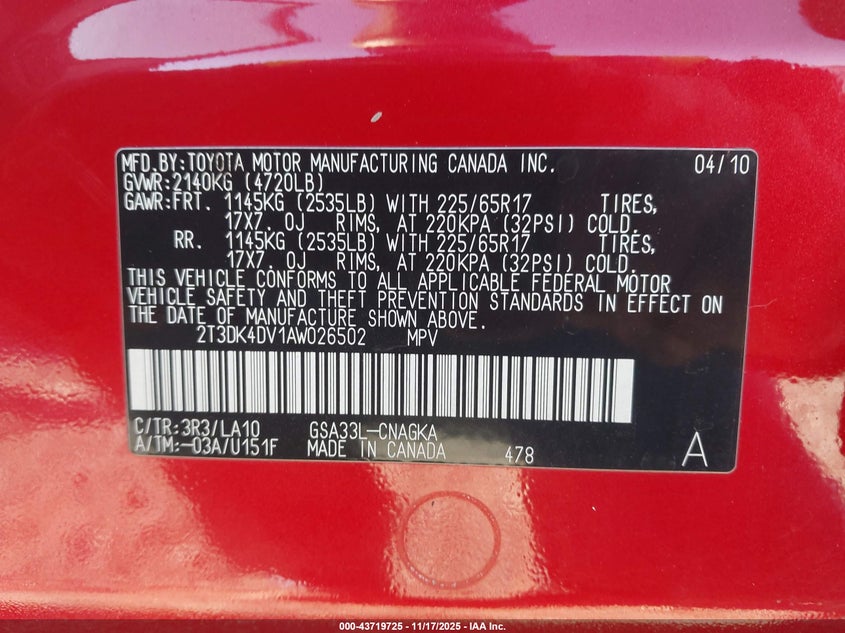 MFD.BY:TOYOTA MOTOR MANUFACTURING CANADA INC. 04/10
GVWR:2140KG (4720LB)
GAWR:FRT. 1145KG (2535LB) WITH 225/65R17 TIRES,
17X7.0J RIMS, AT 220KPA (32PSI) COLD.
RR. 1145KG (2535LB) WITH 225/65R17 TIRES,
17X7.0J RIMS, AT 220KPA (32PSI) COLD.
THIS VEHICLE CONFORMS TO ALL APPLICABLE FEDERAL MOTOR
VEHICLE SAFETY AND THEFT PREVENTION STANDARDS IN EFFECT ON
THE DATE OF MANUFACTURE SHOWN ABOVE.
2T3DK4DV1AW026502 MPV
C/TR:3R3/LA10 GSA33L-CNAGKA
A/TM:-03A/U151F MADE IN CANADA 478 A
000-43719725 - 11/17/2025 - IAA Inc.